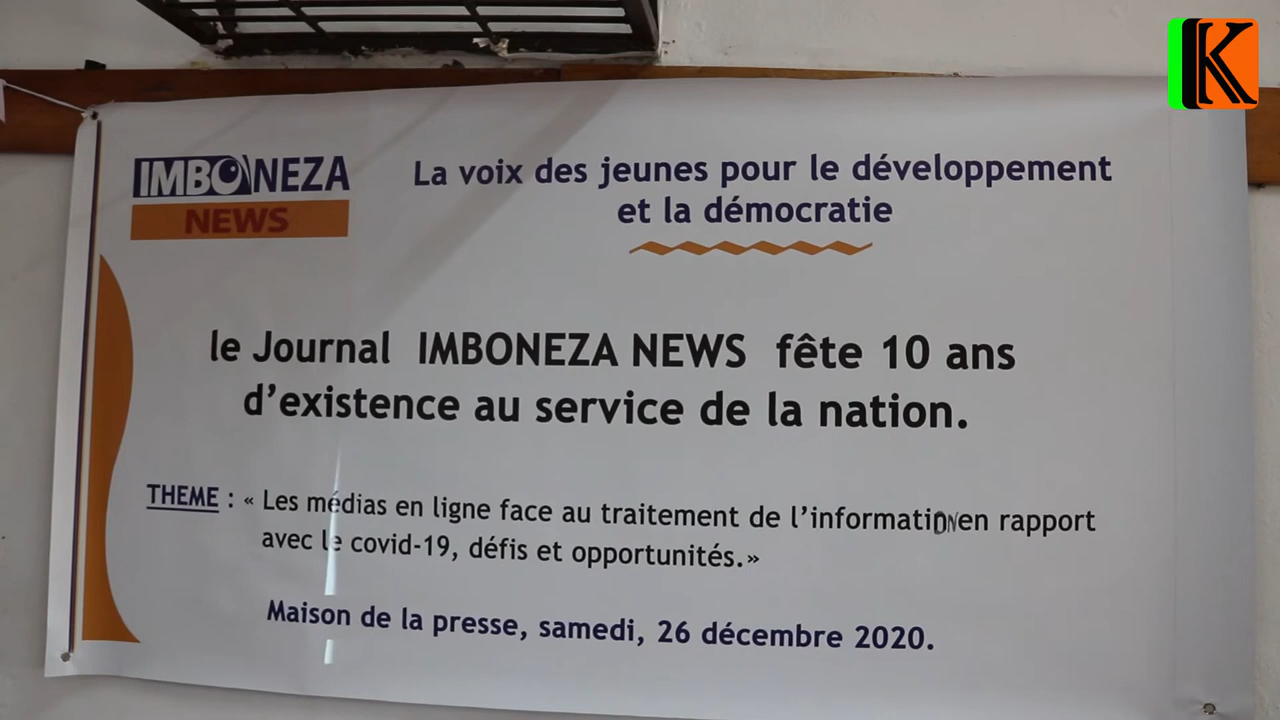 K
IMBONEZA
NEWS
La voix des jeunes pour le développement
et la démocratie
le Journal IMBONEZA NEWS fête 10 ans
d'existence au service de la nation.
THEME : « Les médias en ligne face au traitement de l'information en rapport
avec le covid-19, défis et opportunités.»
Maison de la presse, samedi, 26 décembre 2020.